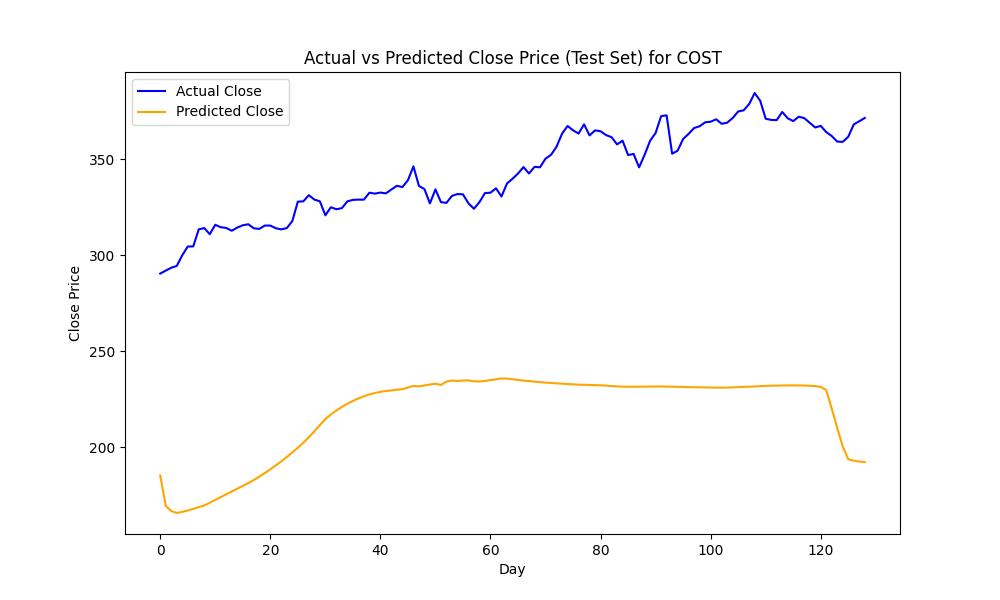 Actual vs Predicted Close Price (Test Set) for COST
Actual Close
Predicted Close
350
300
250
200
Close Price
0 20 40 60 80 100 120
Day